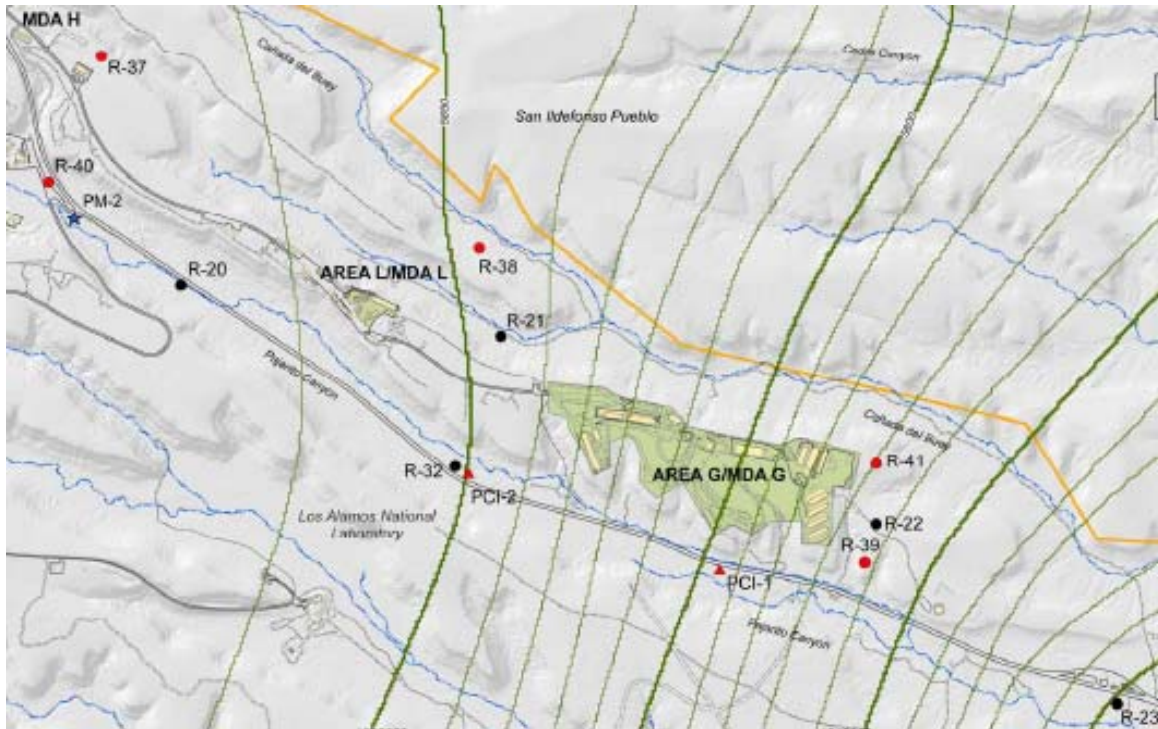 MDA H
R-37
Cañada del Buey
Cedro Canyon
San Ildefonso Pueblo
R-40
PM-2
R-20
AREA L/MDA L
R-38
R-21
Pajarito Canyon
Cañada del Buey
R-41
AREA G/MDA G
R-32
PCI-2
R-22
Los Alamos National
Laboratory
R-39
PCI-1
Pajarito Canyon
R-23